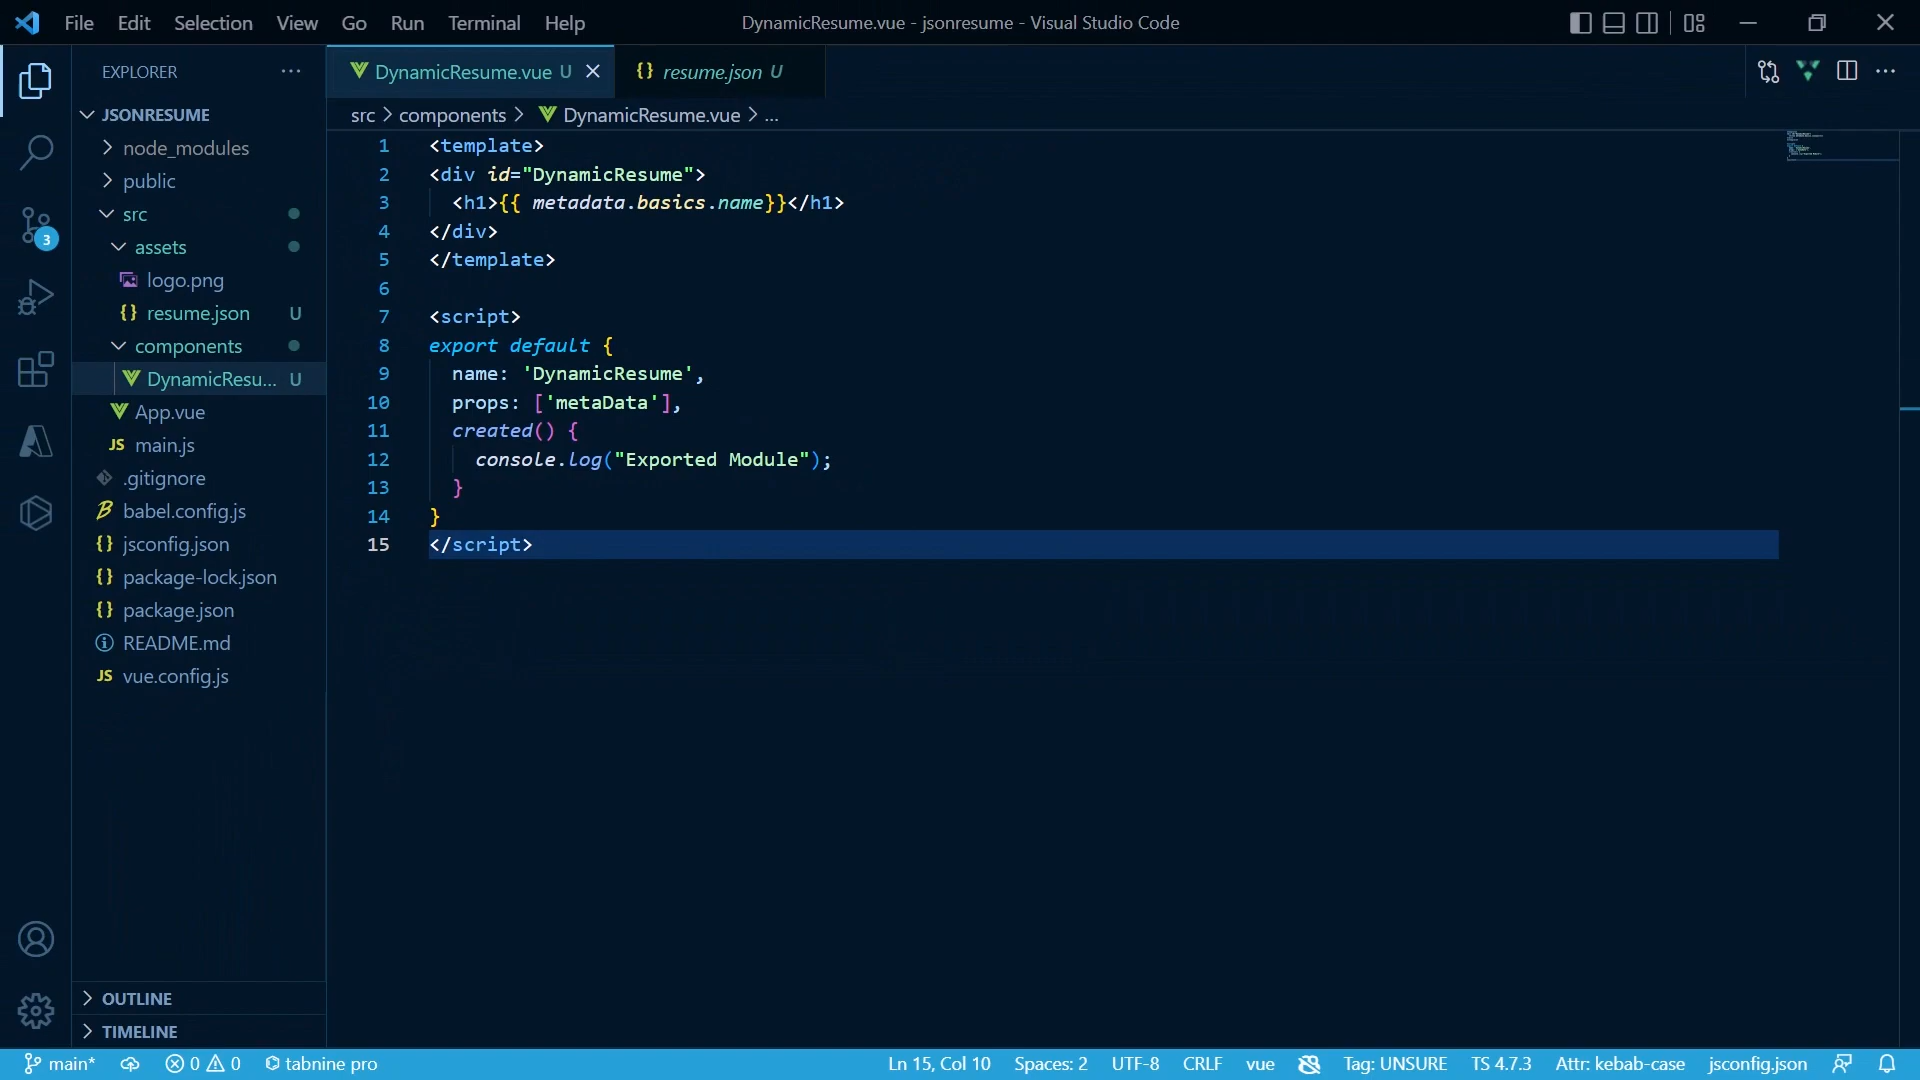 File Edit Selection View Go Run Terminal Help
DynamicResume.vue - jsonresume - Visual Studio Code
EXPLORER
JSONRESUME
node_modules
public
src
assets
logo.png
{} resume.json U
components
DynamicResu... U
App.vue
JS main.js
.gitignore
babel.config.js
{} jsconfig.json
{} package-lock.json
{} package.json
README.md
JS vue.config.js
OUTLINE
TIMELINE
3
DynamicResume.vue U
{} resume.json U
src > components > DynamicResume.vue > ...
1 <template>
2 <div id="DynamicResume">
3 <h1>{{ metadata.basics.name}}</h1>
4 </div>
5 </template>
6
7 <script>
8 export default {
9 name: 'DynamicResume',
10 props: ['metaData'],
11 created() {
12 console.log("Exported Module");
13 }
14 }
15 </script>
main* 0 0 tabnine pro
Ln 15, Col 10 Spaces: 2 UTF-8 CRLF vue Tag: UNSURE TS 4.7.3 Attr: kebab-case jsconfig.json